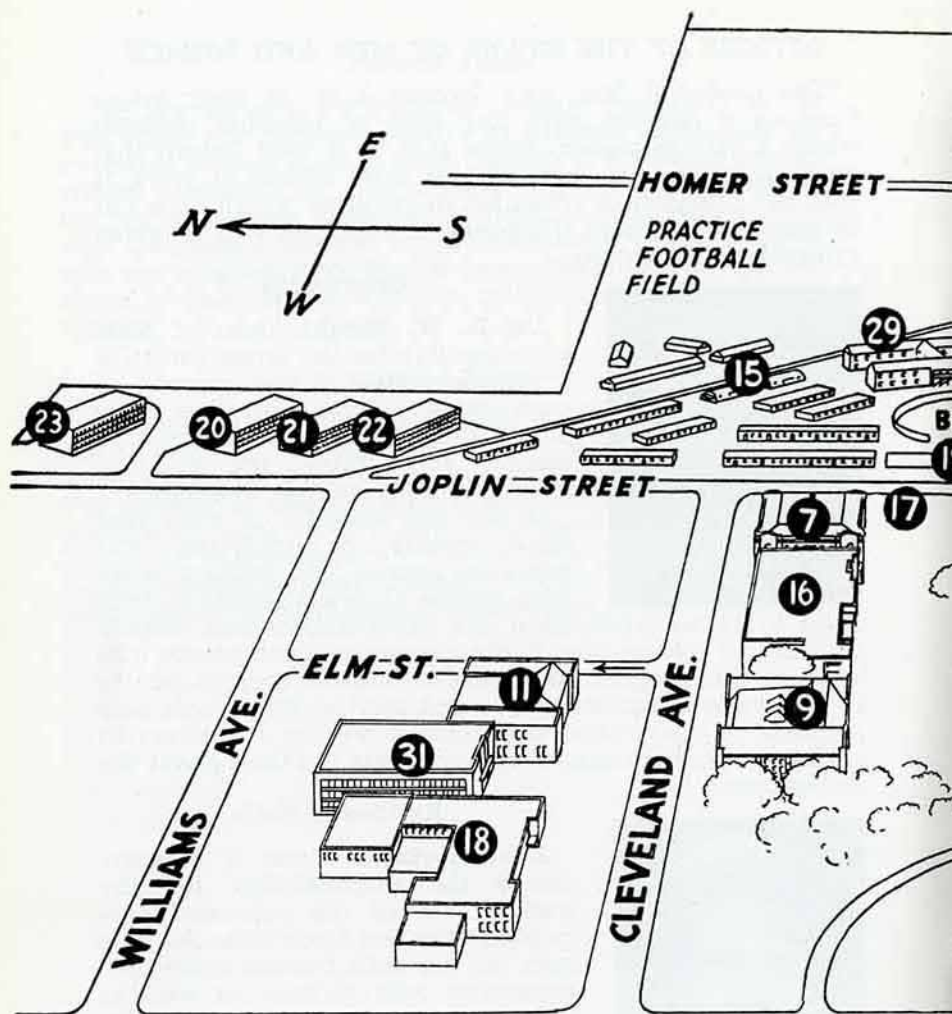 E
N
S
W
HOMER STREET
PRACTICE
FOOTBALL
FIELD
29
15
23
20
21
22
B
JOPLIN STREET
7
17
16
ELM ST.
11
9
31
18
WILLIAMS AVE.
CLEVELAND AVE.